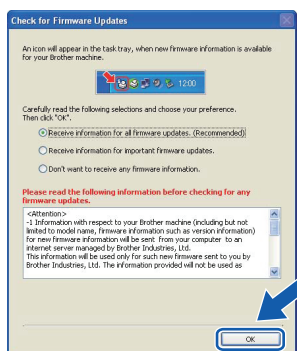 Check for Firmware Updates
An icon will appear in the task tray, when new firmware information is available
for your Brother machine.
12:00
Carefully read the following selections and choose your preference.
Then click "OK".
Receive information for all firmware updates. (Recommended)
Receive information for important firmware updates.
Don't want to receive any firmware information.
Please read the following information before checking for any
firmware updates.
<Attention>
-1 Information with respect to your Brother machine (including but not
limited to model name, firmware information such as version information)
for new firmware information will be sent from your computer to an
internet server managed by Brother Industries, Ltd.
This information will be used only for such new firmware sent to you by
Brother Industries, Ltd. The information provided will not be used as
OK